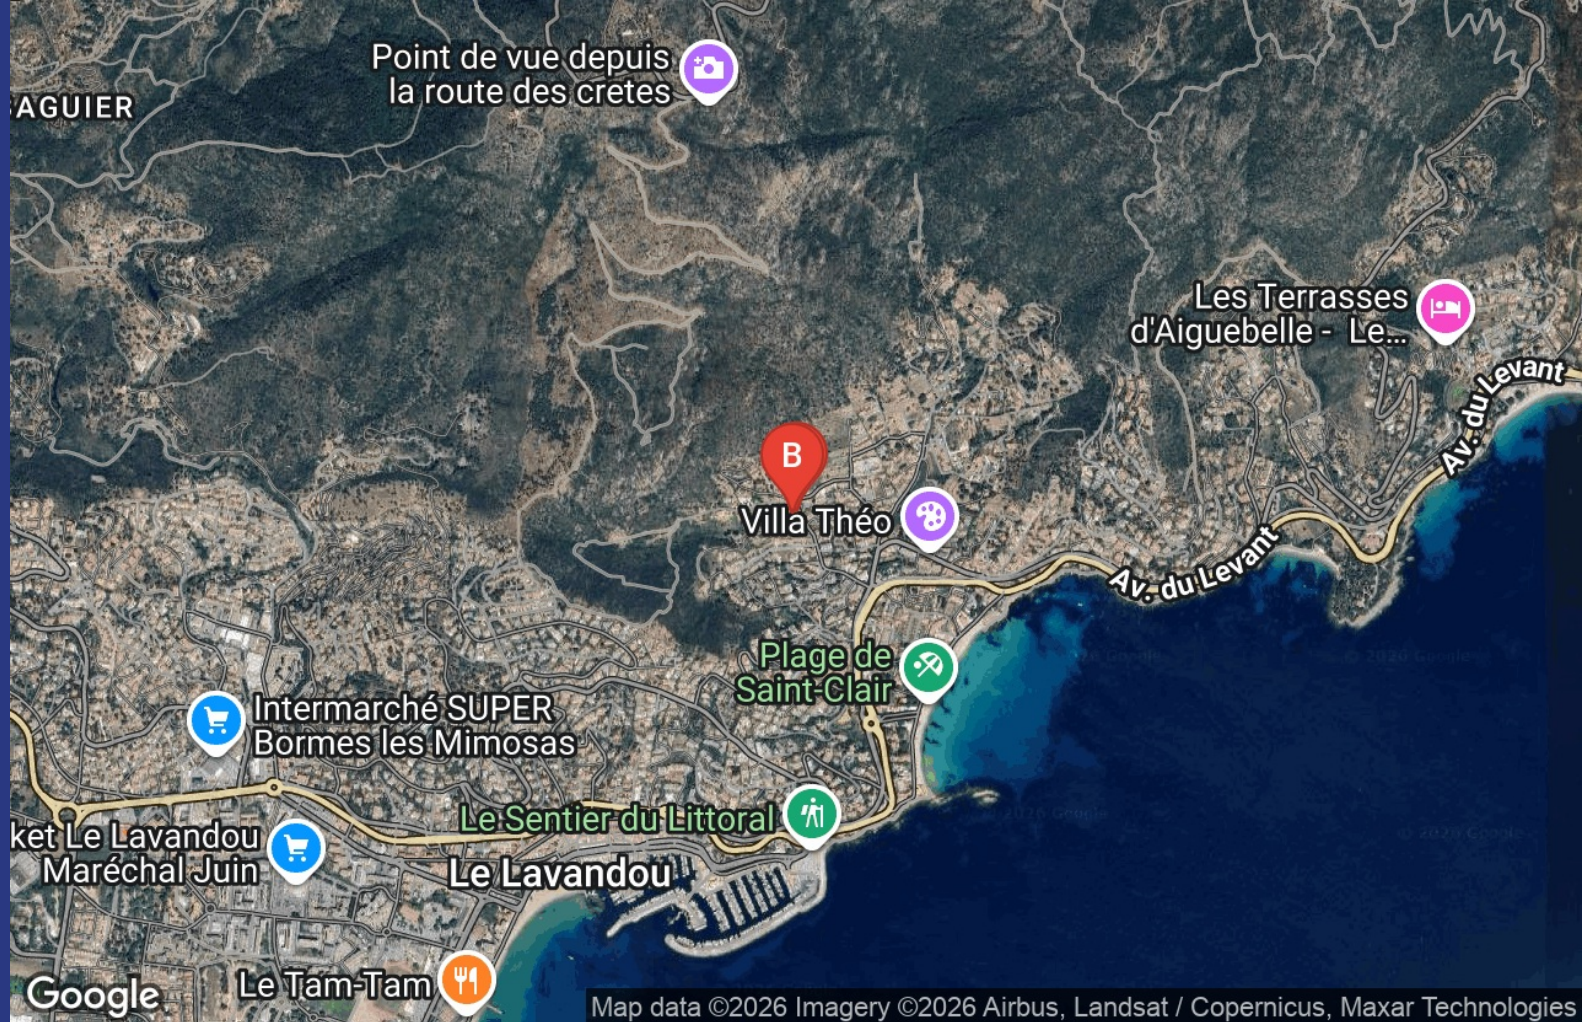 Point de vue depuis
la route des cretes
AGUIER
Les Terrasses
d'Aiguebelle - Le...
Av. du Levant
B
Villa Théo
Av. du Levant
Plage de
Saint-Clair
Intermarché SUPER
Bormes les Mimosas
Le Sentier du Littoral
ket Le Lavandou
Maréchal Juin
Le Lavandou
Le Tam-Tam
Google
Map data ©2026 Imagery ©2026 Airbus, Landsat / Copernicus, Maxar Technologies